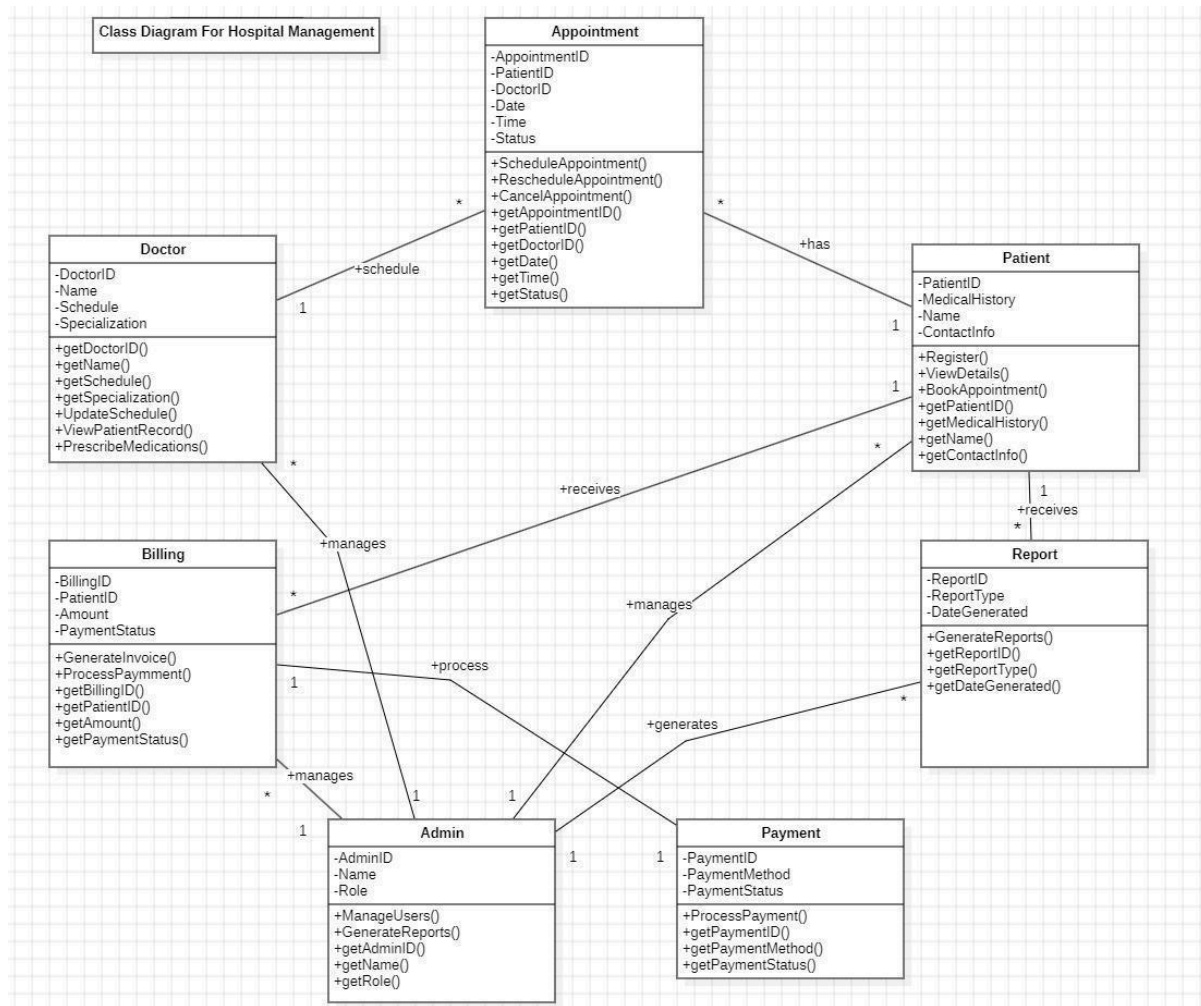 Class Diagram For Hospital Management
Appointment
-AppointmentID
-PatientID
-DoctorID
-Date
-Time
-Status
+ScheduleAppointment()
+RescheduleAppointment()
+CancelAppointment()
+getAppointmentID()
+getPatientID()
+getDoctorID()
+getDate()
+getTime()
+getStatus()
*
*
+schedule
+has
1
1
Doctor
-DoctorID
-Name
-Schedule
-Specialization
+getDoctorID()
+getName()
+getSchedule()
+getSpecialization()
+UpdateSchedule()
+ViewPatientRecord()
+PrescribeMedications()
Patient
-PatientID
-MedicalHistory
-Name
-ContactInfo
+Register()
+ViewDetails()
+BookAppointment()
+getPatientID()
+getMedicalHistory()
+getName()
+getContactInfo()
1
*
*
+receives
1
+receives
*
+manages
*
+manages
Billing
-BillingID
-PatientID
-Amount
-PaymentStatus
+GenerateInvoice()
+ProcessPaymment()
+getBillingID()
+getPatientID()
+getAmount()
+getPaymentStatus()
Report
-ReportID
-ReportType
-DateGenerated
+GenerateReports()
+getReportID()
+getReportType()
+getDateGenerated()
+process
1
*
+generates
+manages
*
1
1
1
1
1
Admin
-AdminID
-Name
-Role
+ManageUsers()
+GenerateReports()
+getAdminID()
+getName()
+getRole()
Payment
-PaymentID
-PaymentMethod
-PaymentStatus
+ProcessPayment()
+getPaymentID()
+getPaymentMethod()
+getPaymentStatus()